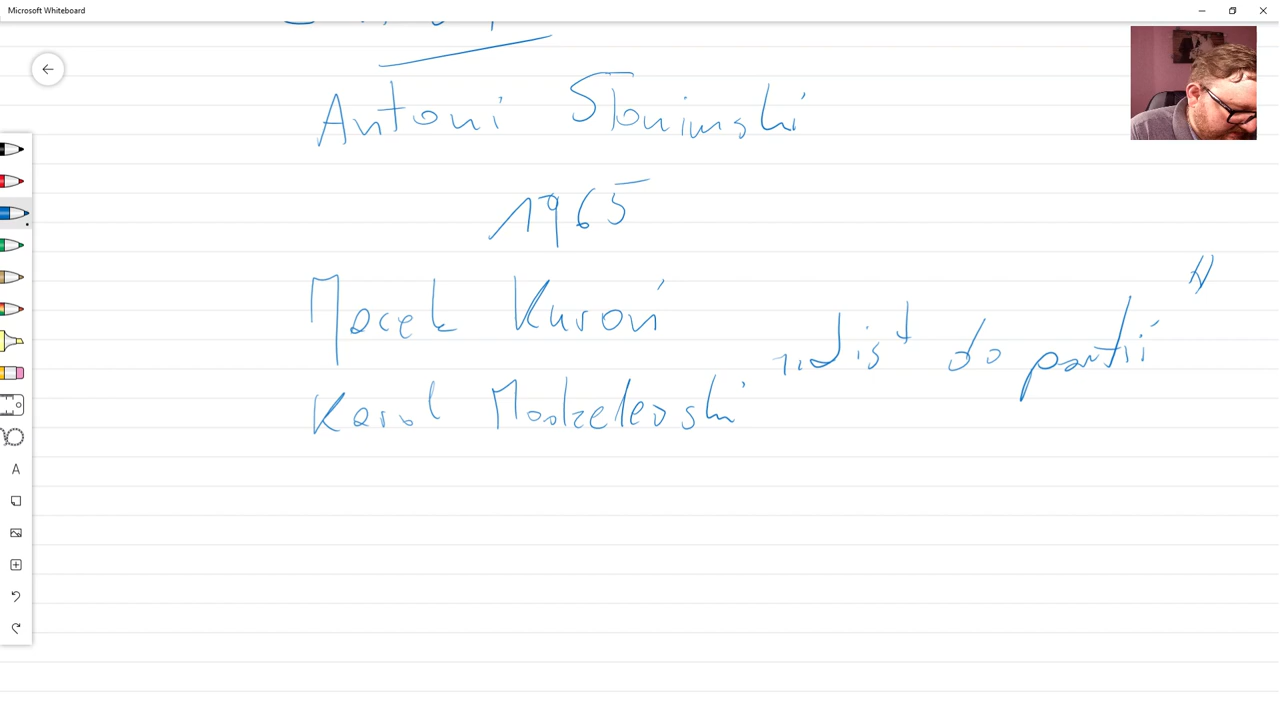 Microsoft Whiteboard
Antoni Słonimski
1965
Jacek Kuroń
Karol Modzelewski
"List do partii"
A